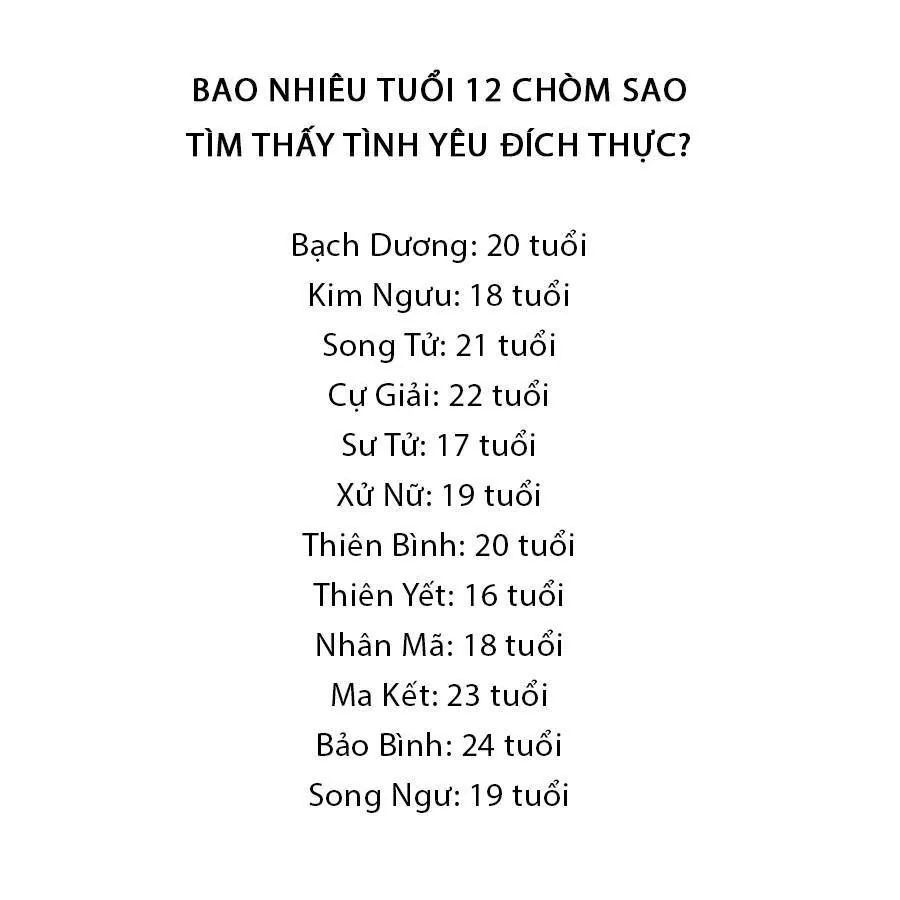 BAO NHIÊU TUỔI 12 CHÒM SAO
TÌM THẤY TÌNH YÊU ĐÍCH THỰC?
Bạch Dương: 20 tuổi
Kim Ngưu: 18 tuổi
Song Tử: 21 tuổi
Cự Giải: 22 tuổi
Sư Tử: 17 tuổi
Xử Nữ: 19 tuổi
Thiên Bình: 20 tuổi
Thiên Yết: 16 tuổi
Nhân Mã: 18 tuổi
Ma Kết: 23 tuổi
Bảo Bình: 24 tuổi
Song Ngư: 19 tuổi